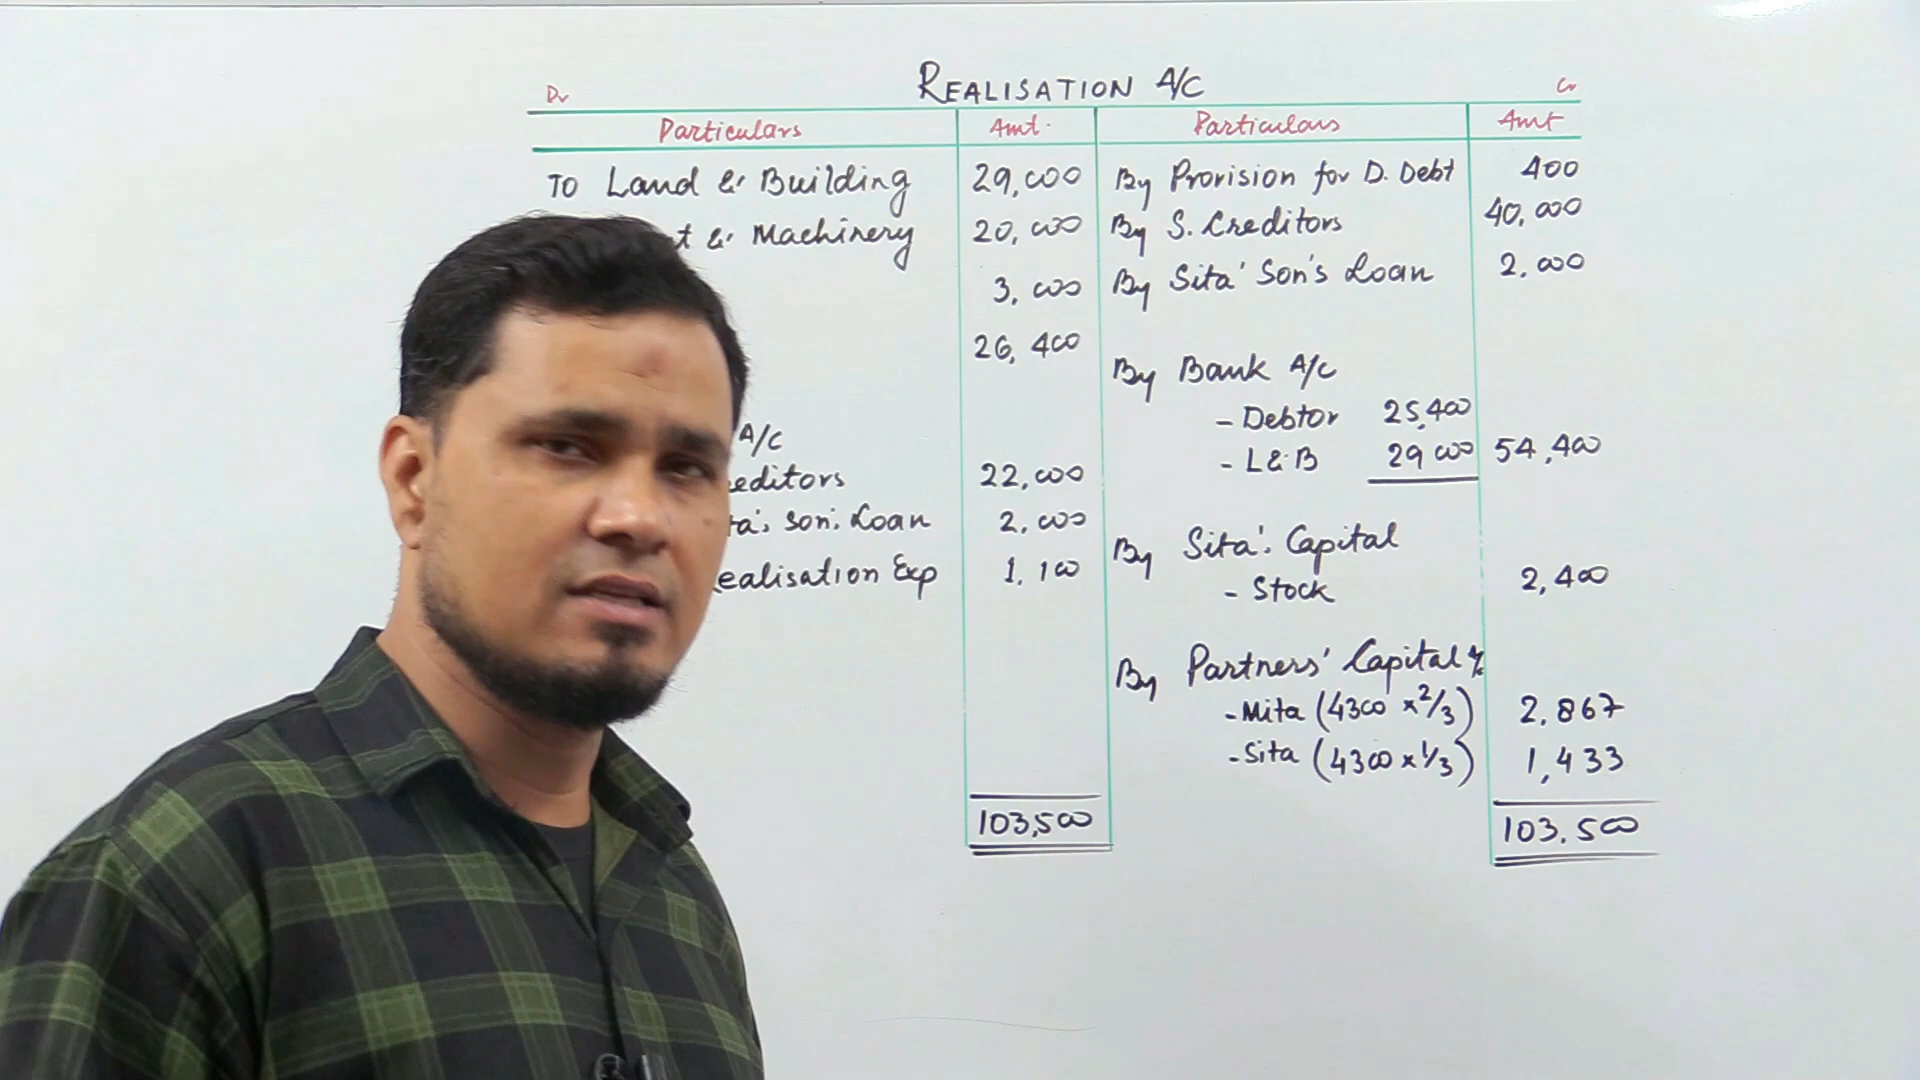 REALISATION A/C
Dr Cr
Particulars Amt. Particulars Amt
To Land & Building 29,000 By Provision for D. Debt 400
t & Machinery 20,000 By S. Creditors 40,000
3,000 By Sita' Son's Loan 2,000
26,400
By Bank A/C
A/C - Debtor 25,400
editors 22,000 - L&B 29000 54,400
ta's Son's Loan 2,000 By Sita's Capital
ealisation Exp 1,100 - Stock 2,400
By Partners' Capital A/c
- Mita (4300 x 2/3) 2,867
- Sita (4300 x 1/3) 1,433
103,500 103,500